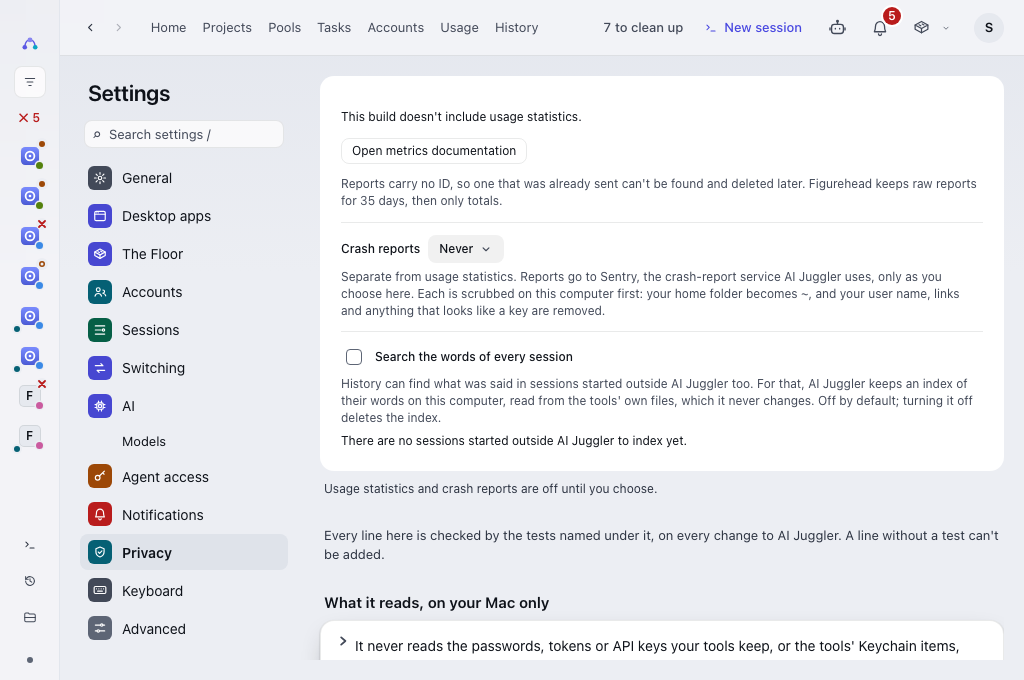 Home Projects Pools Tasks Accounts Usage History 7 to clean up New session 5 S
5
F
F
Settings
Search settings /
General
Desktop apps
The Floor
Accounts
Sessions
Switching
AI
Models
Agent access
Notifications
Privacy
Keyboard
Advanced
This build doesn't include usage statistics.
Open metrics documentation
Reports carry no ID, so one that was already sent can't be found and deleted later. Figurehead keeps raw reports
for 35 days, then only totals.
Crash reports Never
Separate from usage statistics. Reports go to Sentry, the crash-report service AI Juggler uses, only as you
choose here. Each is scrubbed on this computer first: your home folder becomes ~, and your user name, links
and anything that looks like a key are removed.
Search the words of every session
History can find what was said in sessions started outside AI Juggler too. For that, AI Juggler keeps an index of
their words on this computer, read from the tools' own files, which it never changes. Off by default; turning it off
deletes the index.
There are no sessions started outside AI Juggler to index yet.
Usage statistics and crash reports are off until you choose.
Every line here is checked by the tests named under it, on every change to AI Juggler. A line without a test can't
be added.
What it reads, on your Mac only
It never reads the passwords, tokens or API keys your tools keep, or the tools' Keychain items,